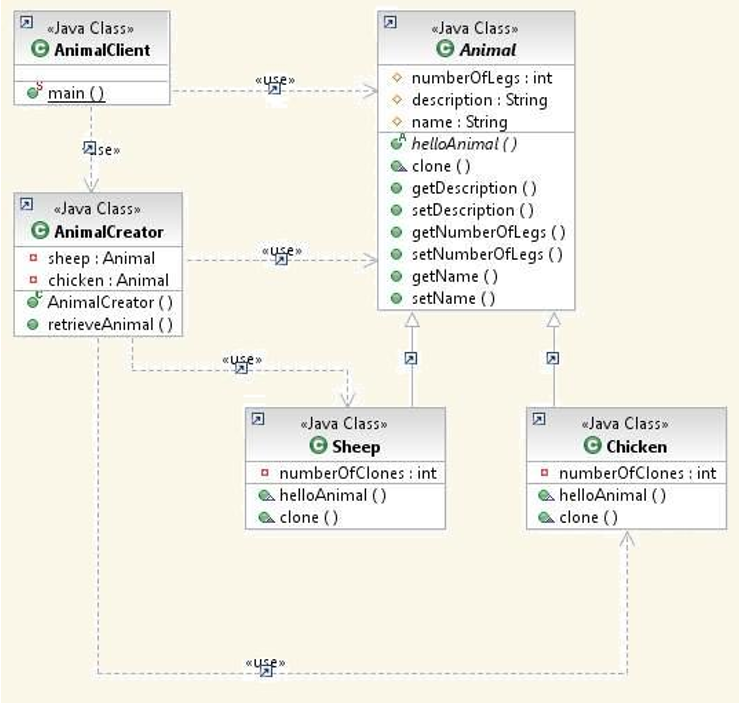 «Java Class»
AnimalClient
main ()
«use»
«use»
«Java Class»
Animal
numberOfLegs : int
description : String
name : String
helloAnimal ()
clone ()
getDescription ()
setDescription ()
getNumberOfLegs ()
setNumberOfLegs ()
getName ()
setName ()
«Java Class»
AnimalCreator
sheep : Animal
chicken : Animal
AnimalCreator ()
retrieveAnimal ()
«use»
«use»
«Java Class»
Sheep
numberOfClones : int
helloAnimal ()
clone ()
«Java Class»
Chicken
numberOfClones : int
helloAnimal ()
clone ()
«use»